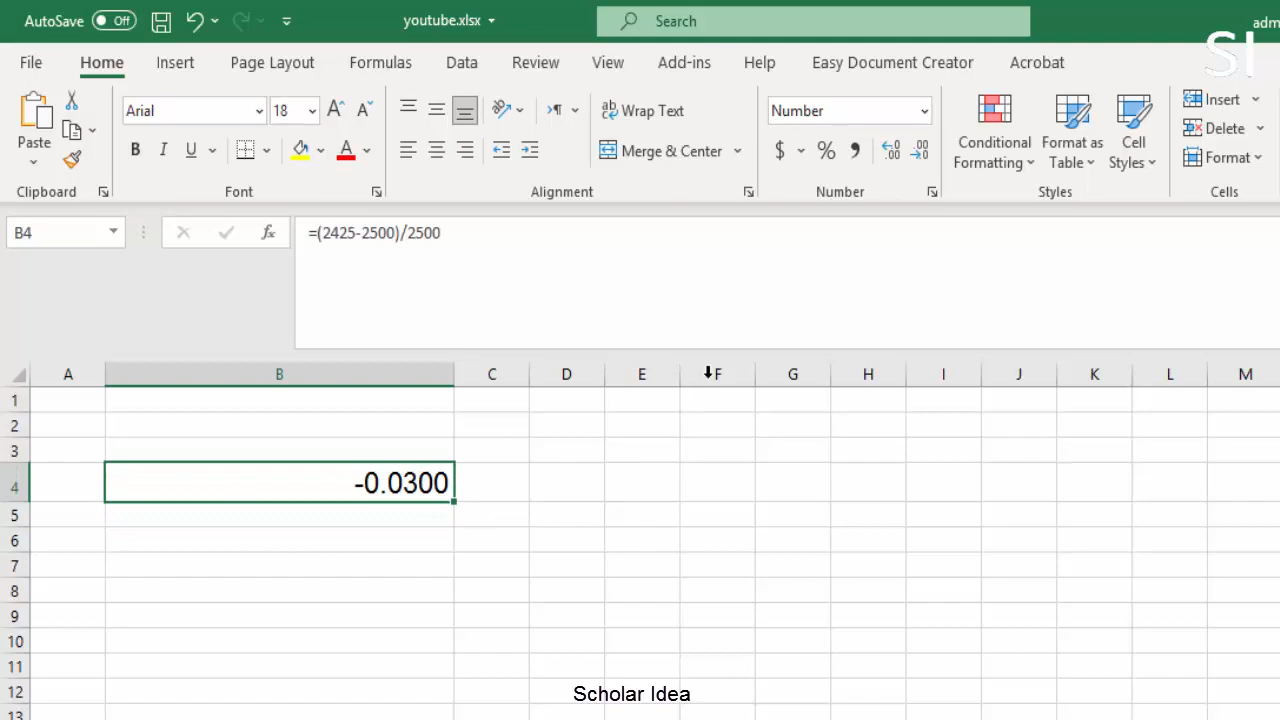 AutoSave Off youtube.xlsx Search adm
SI
File Home Insert Page Layout Formulas Data Review View Add-ins Help Easy Document Creator Acrobat
Paste Arial 18 A A ab Wrap Text Number Conditional Formatting Format as Table Cell Styles Insert
B I U A Merge & Center $ % Delete
Format
Clipboard Font Alignment Number Styles Cells
B4 fx =(2425-2500)/2500
A B C D E F G H I J K L M
1
2
3
4 -0.0300
5
6
7
8
9
10
11
12 Scholar Idea
13